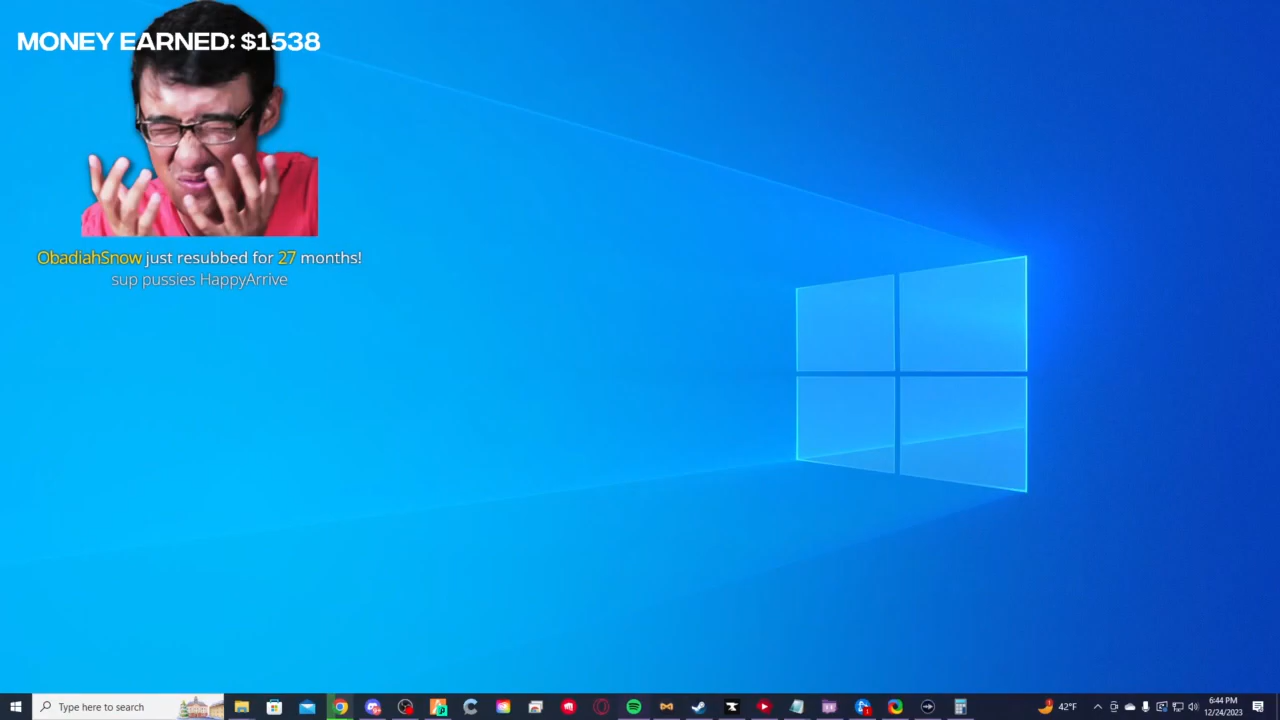 MONEY EARNED: $1538
ObadiahSnow just resubbed for 27 months!
sup pussies HappyArrive
Type here to search
42°F
6:44 PM
12/24/2023